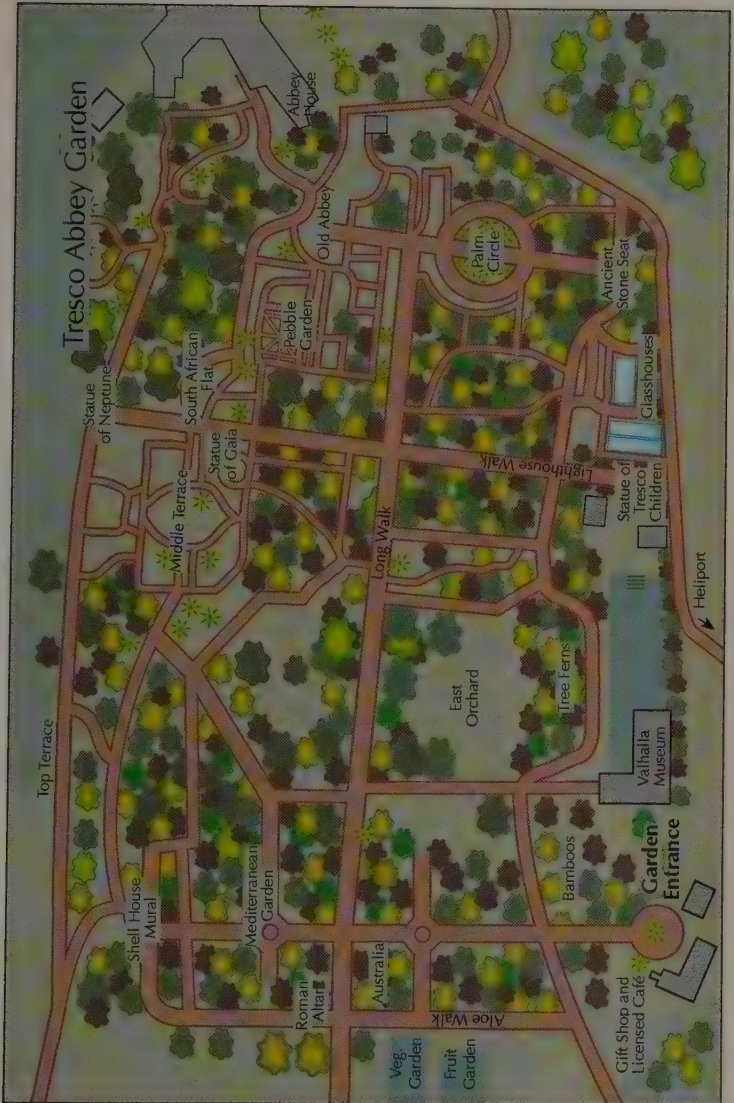 Tresco Abbey Garden
Abbey
House
Statue
of Neptune
South African
Flat
Old Abbey
Pebble
Garden
Palm
Circle
Ancient
Stone Seat
Statue
of Gaia
Middle Terrace
Glasshouses
Lighthouse Walk
Statue of
Tresco
Children
Long Walk
Heliport
Top Terrace
East
Orchard
Tree Ferns
Valhalla
Museum
Shell House
Mural
Mediterranean
Garden
Bamboos
Garden
Entrance
Roman
Altar
Australia
Aloe Walk
Gift Shop and
Licensed Café
Veg.
Garden
Fruit
Garden